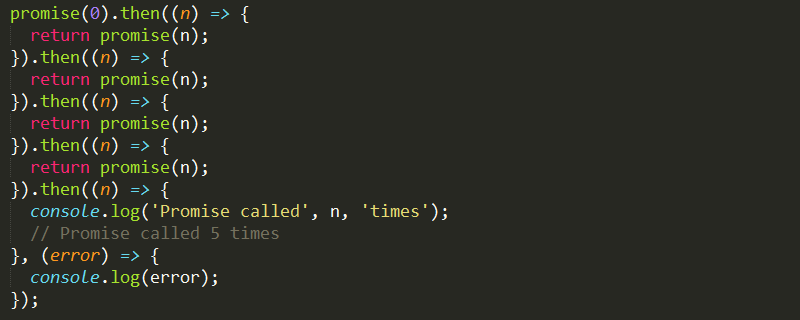 promise(0).then((n) => {
  return promise(n);
}).then((n) => {
  return promise(n);
}).then((n) => {
  return promise(n);
}).then((n) => {
  return promise(n);
}).then((n) => {
  console.log('Promise called', n, 'times');
  // Promise called 5 times
}, (error) => {
  console.log(error);
});